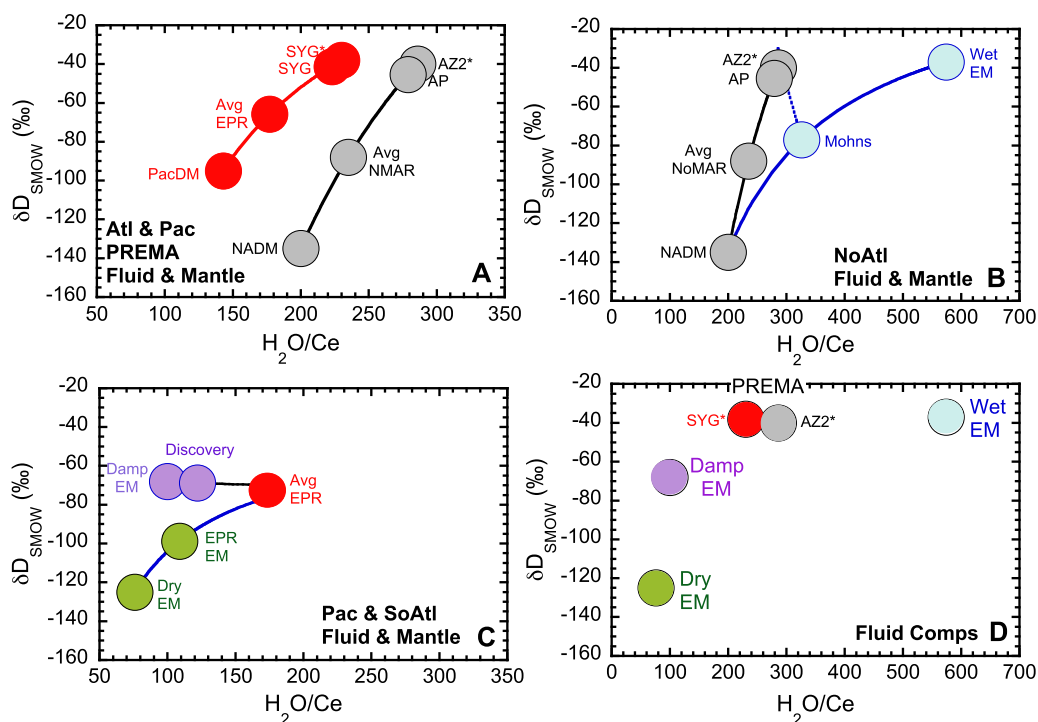 -20
-40
-60
-80
-100
-120
-140
-160
50
100
150
200
250
300
350
δD_SMOW (‰)
H₂O/Ce
SYG*
SYG
Avg
EPR
PacDM
AZ2*
AP
Avg
NMAR
NADM
Atl & Pac
PREMA
Fluid & Mantle
A
-20
-40
-60
-80
-100
-120
-140
-160
0
100
200
300
400
500
600
700
δD_SMOW (‰)
H₂O/Ce
AZ2*
AP
Avg
NoMAR
NADM
Wet
EM
Mohns
NoAtl
Fluid & Mantle
B
-20
-40
-60
-80
-100
-120
-140
-160
50
100
150
200
250
300
350
δD_SMOW (‰)
H₂O/Ce
Discovery
Damp
EM
Avg
EPR
EPR
EM
Dry
EM
Pac & SoAtl
Fluid & Mantle
C
-20
-40
-60
-80
-100
-120
-140
-160
0
100
200
300
400
500
600
700
δD_SMOW (‰)
H₂O/Ce
PREMA
SYG*
AZ2*
Wet
EM
Damp
EM
Dry
EM
Fluid Comps
D